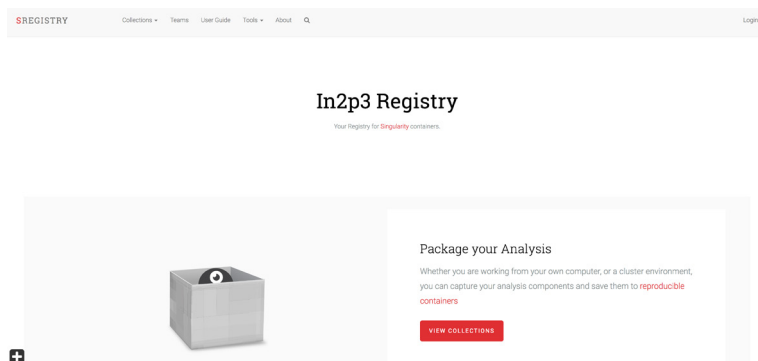 SREGISTRY
Collections
Teams
User Guide
Tools
About
Login
In2p3 Registry
Your Registry for Singularity containers.
Package your Analysis
Whether you are working from your own computer, or a cluster environment,
you can capture your analysis components and save them to reproducible
containers
VIEW COLLECTIONS